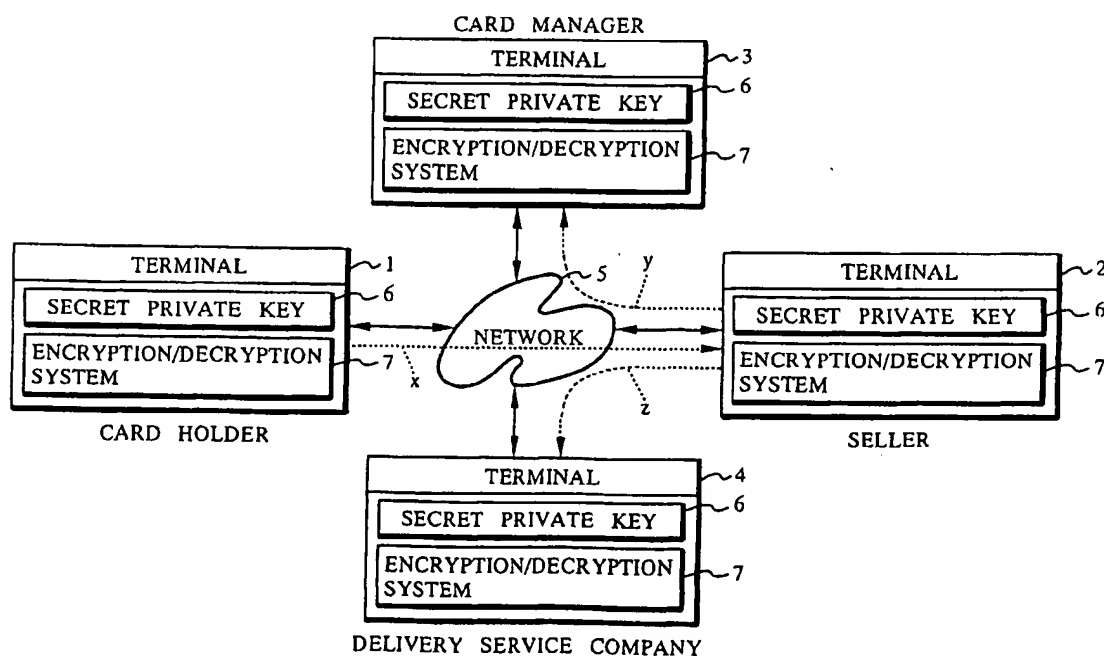 CARD MANAGER
TERMINAL
3
SECRET PRIVATE KEY
6
ENCRYPTION/DECRYPTION
SYSTEM
7
TERMINAL
1
SECRET PRIVATE KEY
6
ENCRYPTION/DECRYPTION
SYSTEM
7
CARD HOLDER
x
5
NETWORK
y
z
TERMINAL
2
SECRET PRIVATE KEY
6
ENCRYPTION/DECRYPTION
SYSTEM
7
SELLER
TERMINAL
4
SECRET PRIVATE KEY
6
ENCRYPTION/DECRYPTION
SYSTEM
7
DELIVERY SERVICE COMPANY